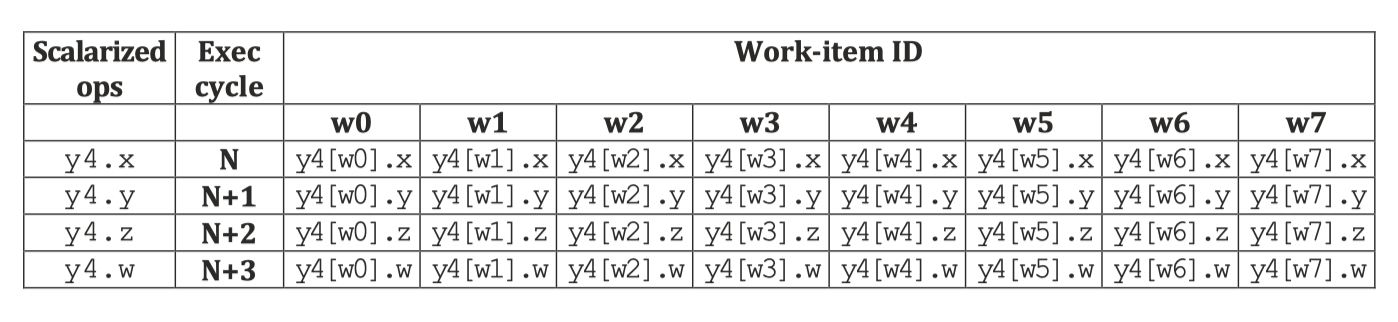 Scalarized ops Exec cycle Work-item ID
w0 w1 w2 w3 w4 w5 w6 w7
y4.x N y4[w0].x y4[w1].x y4[w2].x y4[w3].x y4[w4].x y4[w5].x y4[w6].x y4[w7].x
y4.y N+1 y4[w0].y y4[w1].y y4[w2].y y4[w3].y y4[w4].y y4[w5].y y4[w6].y y4[w7].y
y4.z N+2 y4[w0].z y4[w1].z y4[w2].z y4[w3].z y4[w4].z y4[w5].z y4[w6].z y4[w7].z
y4.w N+3 y4[w0].w y4[w1].w y4[w2].w y4[w3].w y4[w4].w y4[w5].w y4[w6].w y4[w7].w